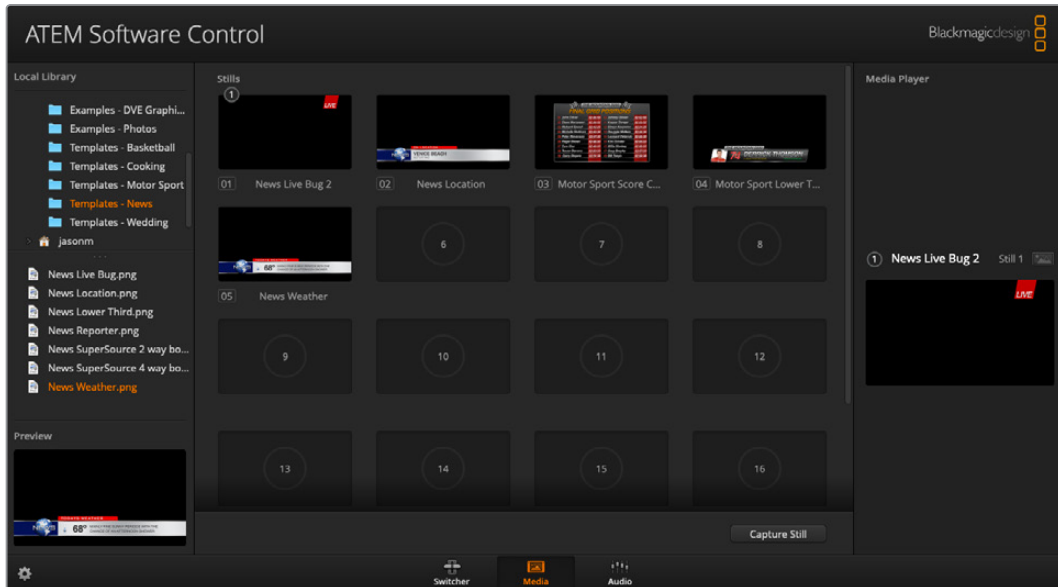 ATEM Software Control
Blackmagicdesign
Local Library
Examples - DVE Graphi...
Examples - Photos
Templates - Basketball
Templates - Cooking
Templates - Motor Sport
Templates - News
Templates - Wedding
jasonm
News Live Bug.png
News Location.png
News Lower Third.png
News Reporter.png
News SuperSource 2 way bo...
News SuperSource 4 way bo...
News Weather.png
Preview
NEWS
68°
Stills
1
LIVE
01 News Live Bug 2
02 News Location
03 Motor Sport Score C...
04 Motor Sport Lower T...
DERRICK THOMSON
68°
05 News Weather
6
7
8
9
10
11
12
13
14
15
16
Capture Still
Media Player
1 News Live Bug 2 Still 1
LIVE
Switcher
Media
Audio